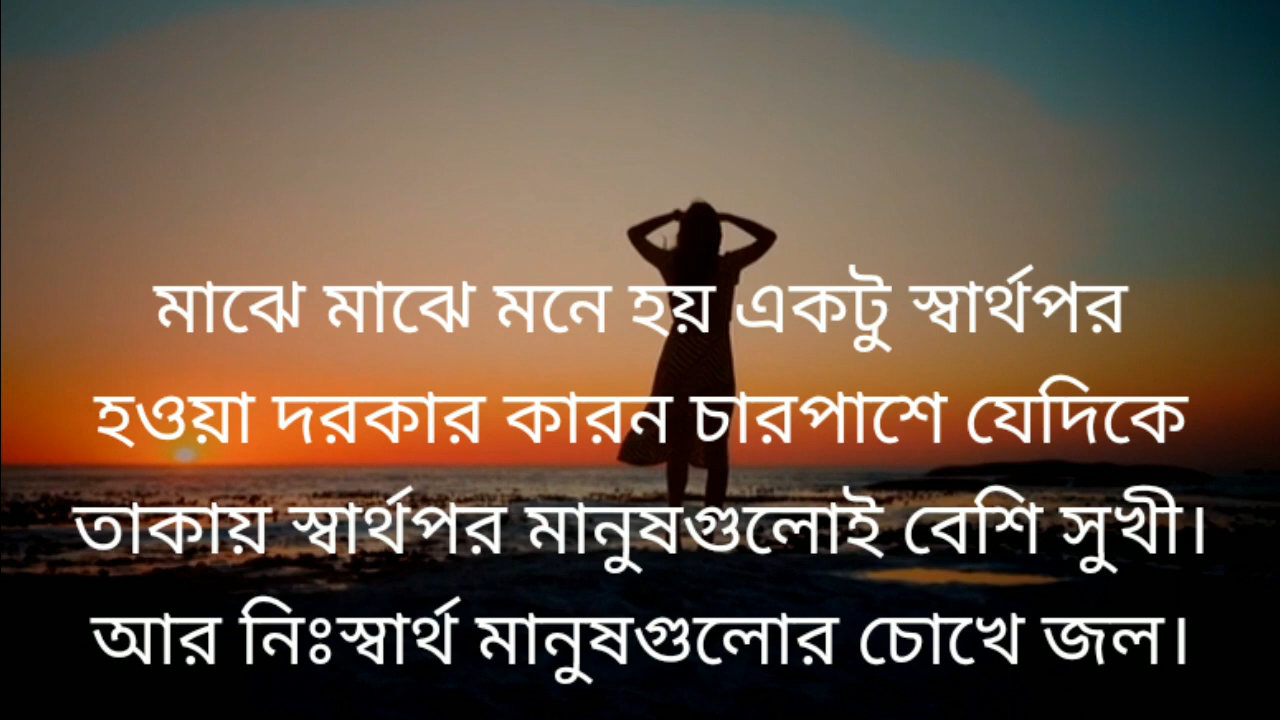 মাঝে মাঝে মনে হয় একটু স্বার্থপর
হওয়া দরকার কারন চারপাশে যেদিকে
তাকায় স্বার্থপর মানুষগুলোই বেশি সুখী।
আর নিঃস্বার্থ মানুষগুলোর চোখে জল।